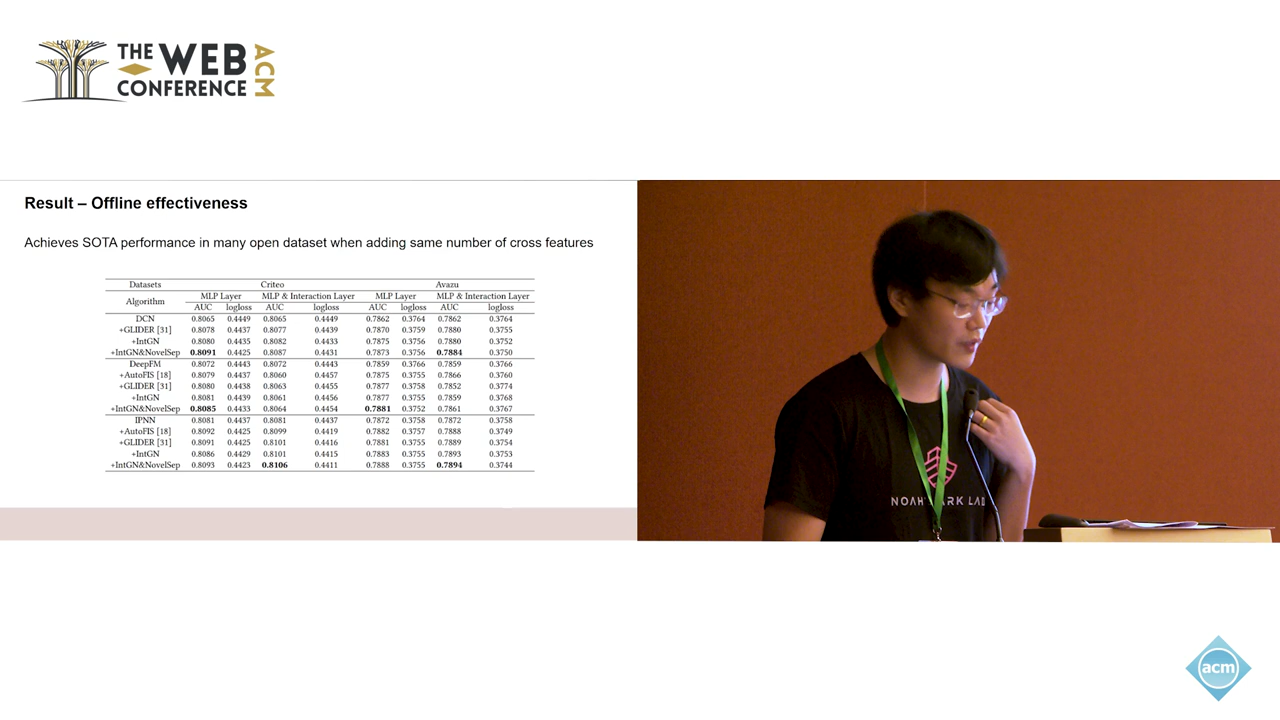 THE WEB
CONFERENCE
ACM
Result – Offline effectiveness
Achieves SOTA performance in many open dataset when adding same number of cross features
Datasets Criteo Avazu
Algorithm MLP Layer MLP & Interaction Layer MLP Layer MLP & Interaction Layer
AUC logloss AUC logloss AUC logloss AUC logloss
DCN 0.8065 0.4449 0.8065 0.4449 0.7862 0.3764 0.7862 0.3764
+GLIDER [31] 0.8078 0.4437 0.8077 0.4439 0.7870 0.3759 0.7880 0.3755
+IntGN 0.8080 0.4435 0.8082 0.4433 0.7875 0.3756 0.7880 0.3752
+IntGN&NovelSep 0.8091 0.4425 0.8087 0.4431 0.7873 0.3756 0.7884 0.3750
DeepFM 0.8072 0.4443 0.8072 0.4443 0.7859 0.3766 0.7859 0.3766
+AutoFIS [18] 0.8079 0.4437 0.8060 0.4457 0.7875 0.3755 0.7866 0.3760
+GLIDER [31] 0.8080 0.4438 0.8063 0.4455 0.7877 0.3758 0.7852 0.3774
+IntGN 0.8081 0.4439 0.8061 0.4456 0.7877 0.3755 0.7859 0.3768
+IntGN&NovelSep 0.8085 0.4433 0.8064 0.4454 0.7881 0.3752 0.7861 0.3767
IPNN 0.8081 0.4437 0.8081 0.4437 0.7872 0.3758 0.7872 0.3758
+AutoFIS [18] 0.8092 0.4425 0.8099 0.4419 0.7882 0.3757 0.7888 0.3749
+GLIDER [31] 0.8091 0.4425 0.8101 0.4416 0.7881 0.3755 0.7889 0.3754
+IntGN 0.8086 0.4429 0.8101 0.4415 0.7883 0.3755 0.7893 0.3753
+IntGN&NovelSep 0.8093 0.4423 0.8106 0.4411 0.7888 0.3755 0.7894 0.3744
NOAH ARK LAB
acm